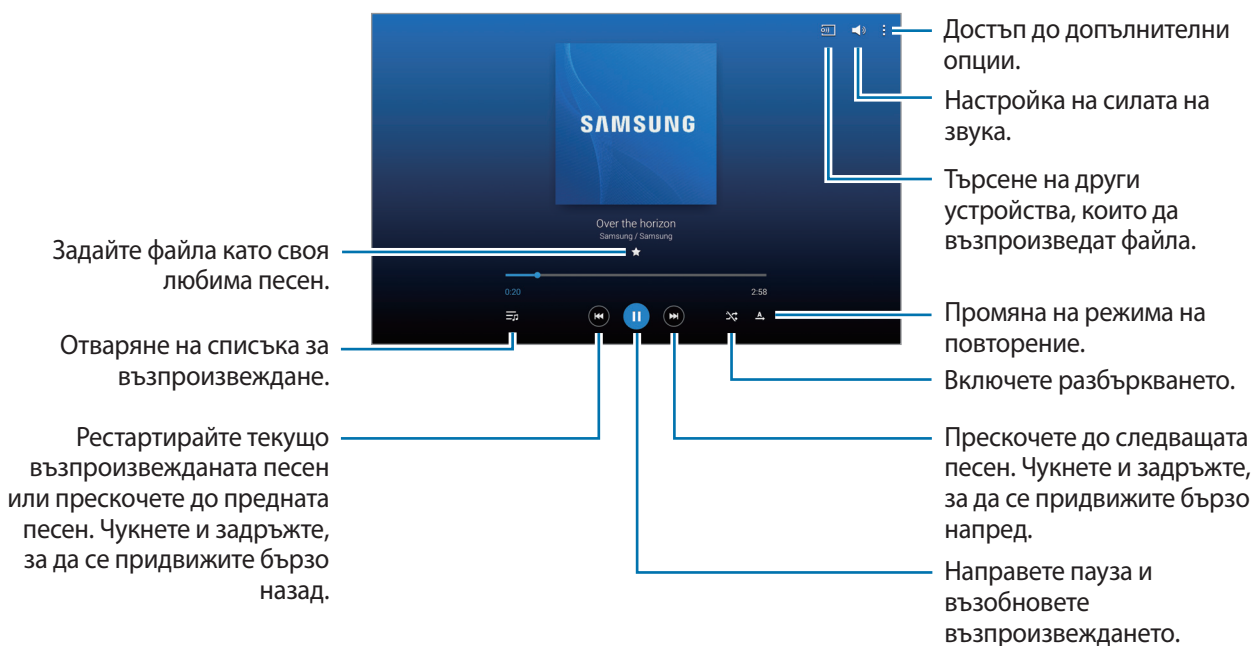 Достъп до допълнителни
опции.
Настройка на силата на
звука.
Търсене на други
устройства, които да
възпроизведат файла.
SAMSUNG
Over the horizon
Samsung / Samsung
0:20
2:58
Задайте файла като своя
любима песен.
Отваряне на списъка за
възпроизвеждане.
Рестартирайте текущо
възпроизвежданата песен
или прескочете до предната
песен. Чукнете и задръжте,
за да се придвижите бързо
назад.
Промяна на режима на
повторение.
Включете разбъркването.
Прескочете до следващата
песен. Чукнете и задръжте,
за да се придвижите бързо
напред.
Направете пауза и
възобновете
възпроизвеждането.